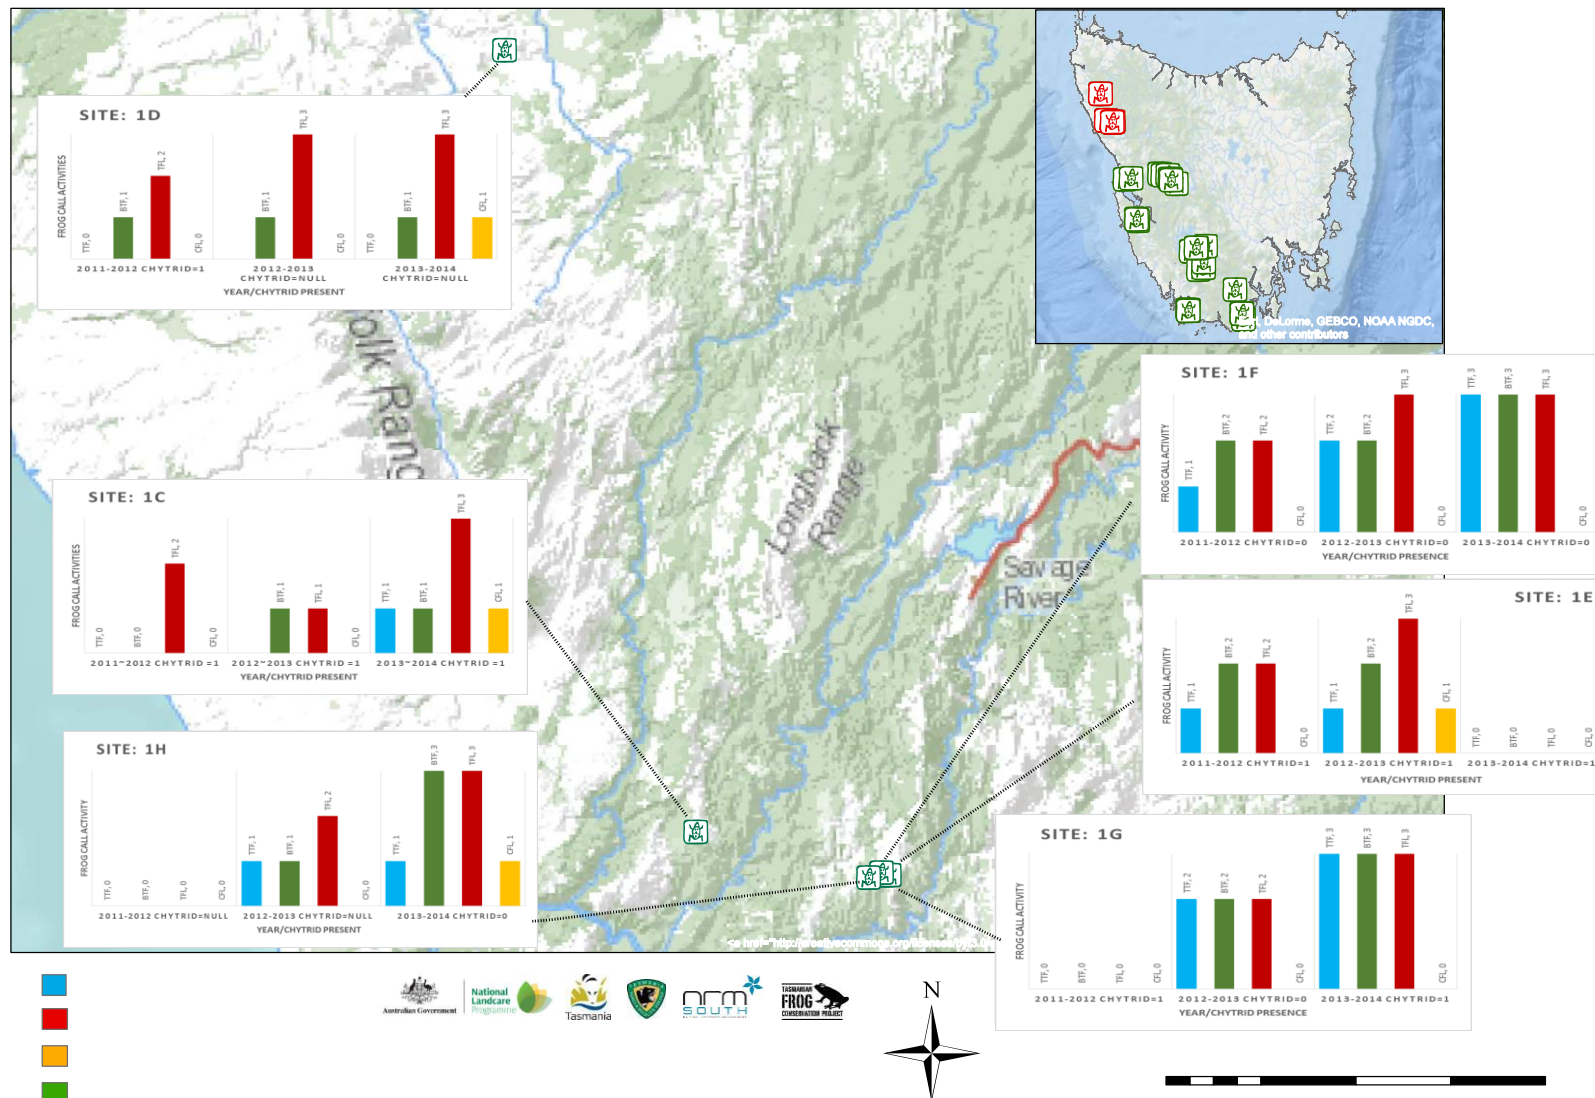 SITE: 1D
FROG CALL ACTIVITIES
TTF, 0
BTF, 1
TFL, 2
CFL, 0
BTF, 1
TFL, 3
CFL, 0
TTF, 0
BTF, 1
TFL, 3
CFL, 1
2011-2012 CHYTRID=1
2012-2013 CHYTRID=NULL
2013-2014 CHYTRID=NULL
YEAR/CHYTRID PRESENT
DeLorme, GEBCO, NOAA NGDC,
and other contributors
olk Rang
Longback
Range
Savage
River
SITE: 1F
FROG CALL ACTIVITY
TTF, 1
BTF, 2
TFL, 2
CFL, 0
TTF, 2
BTF, 2
TFL, 3
CFL, 0
TTF, 3
BTF, 3
TFL, 3
CFL, 0
2011-2012 CHYTRID=0
2012-2013 CHYTRID=0
2013-2014 CHYTRID=0
YEAR/CHYTRID PRESENCE
SITE: 1C
FROG CALL ACTIVITIES
TTF, 0
BTF, 0
TFL, 2
CFL, 0
BTF, 1
TFL, 1
CFL, 0
TTF, 1
BTF, 1
TFL, 3
CFL, 1
2011~2012 CHYTRID =1
2012~2013 CHYTRID =1
2013~2014 CHYTRID =1
YEAR/CHYTRID PRESENT
SITE: 1E
FROG CALL ACTIVITY
TTF, 1
BTF, 2
TFL, 2
CFL, 0
TTF, 1
BTF, 2
TFL, 3
CFL, 1
TTF, 0
BTF, 0
TFL, 0
CFL, 0
2011-2012 CHYTRID=1
2012-2013 CHYTRID=1
2013-2014 CHYTRID=1
YEAR/CHYTRID PRESENT
SITE: 1H
FROG CALL ACTIVITY
TTF, 0
BTF, 0
TFL, 0
CFL, 0
TTF, 1
BTF, 1
TFL, 2
CFL, 0
TTF, 1
BTF, 3
TFL, 3
CFL, 1
2011-2012 CHYTRID=NULL
2012-2013 CHYTRID=NULL
2013-2014 CHYTRID=0
YEAR/CHYTRID PRESENT
SITE: 1G
FROG CALL ACTIVITY
TTF, 0
BTF, 0
TFL, 0
CFL, 0
TTF, 2
BTF, 2
TFL, 2
CFL, 0
TTF, 3
BTF, 3
TFL, 3
CFL, 0
2011-2012 CHYTRID=1
2012-2013 CHYTRID=0
2013-2014 CHYTRID=1
YEAR/CHYTRID PRESENCE
Australian Government
National
Landcare
Programme
Tasmania
nrm
SOUTH
TASMANIAN
FROG
CONSERVATION PROJECT
N